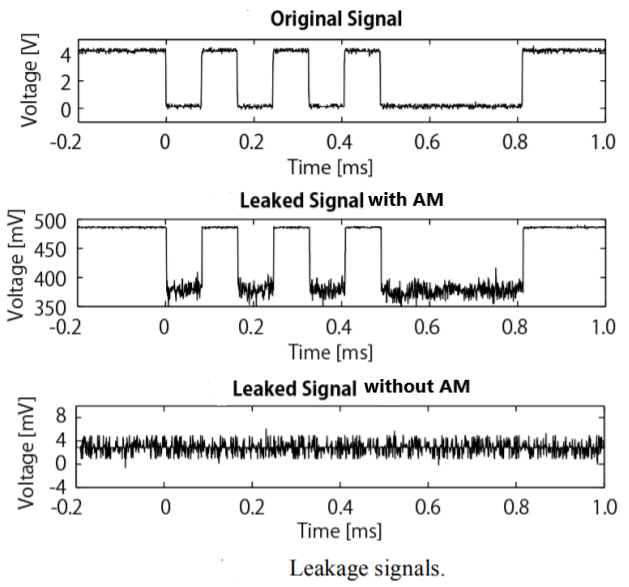 Original Signal
Voltage [V]
4
2
0
-0.2 0 0.2 0.4 0.6 0.8 1.0
Time [ms]
Leaked Signal with AM
Voltage [mV]
500
450
400
350
-0.2 0 0.2 0.4 0.6 0.8 1.0
Time [ms]
Leaked Signal without AM
Voltage [mV]
8
4
0
-4
-0.2 0 0.2 0.4 0.6 0.8 1.0
Time [ms]
Leakage signals.